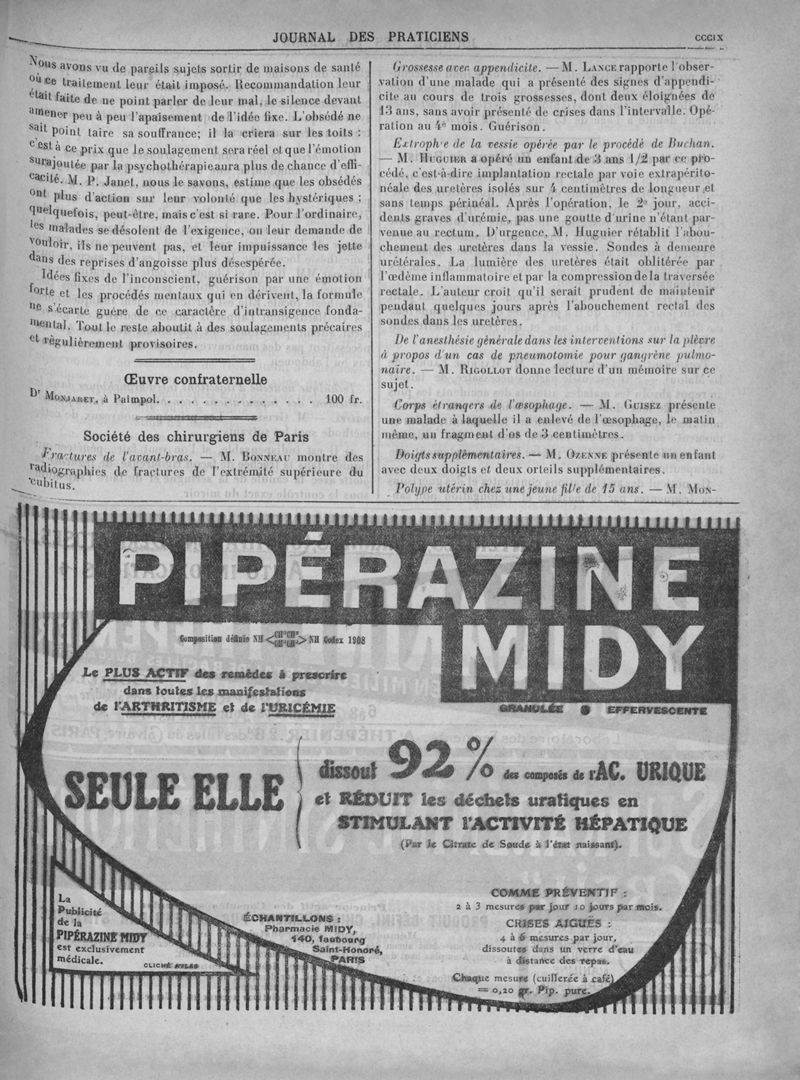 JOURNAL DES PRATICIENS
CCCIX
Nous avons vu de pareils sujets sortir de maisons de santé
où ce traitement leur était imposé. Recommandation leur
était faite de ne point parler de leur mal, le silence devant
amener peu à peu l'apaisement de l'idée fixe. L'obsédé ne
sait point taire sa souffrance; il la criera sur les toits :
c'est à ce prix que le soulagement sera réel et que l'émotion
surajoutée par la psychothérapie aura plus de chance d'effi-
cacité. M. P. Janet, nous le savons, estime que les obsédés
ont plus d'action sur leur volonté que les hystériques ;
quelquefois, peut-être, mais c'est si rare. Pour l'ordinaire,
les malades se désolent de l'exigence, on leur demande de
vouloir, ils ne peuvent pas, et leur impuissance les jette
dans des reprises d'angoisse plus désespérée.
Idées fixes de l'inconscient, guérison par une émotion
forte et les procédés mentaux qui en dérivent, la formule
ne s'écarte guère de ce caractère d'intransigence fonda-
mental. Tout le reste aboutit à des soulagements précaires
et régulièrement provisoires.
Œuvre confraternelle
Dr MONJARET, à Paimpol. . . . . . . . . . . . . . 100 fr.
Société des chirurgiens de Paris
Fractures de l'avant-bras. — M. BONNEAU montre des
radiographies de fractures de l'extrémité supérieure du
cubitus.
Grossesse avec appendicite. — M. LANCE rapporte l'obser-
vation d'une malade qui a présenté des signes d'appendi-
cite au cours de trois grossesses, dont deux éloignées de
13 ans, sans avoir présenté de crises dans l'intervalle. Opé-
ration au 4e mois. Guérison.
Extrophie de la vessie opérée par le procédé de Buchan.
— M. HUGUIER a opéré un enfant de 3 ans 1/2 par ce pro-
cédé, c'est-à-dire implantation rectale par voie extrapérito-
néale des uretères isolés sur 4 centimètres de longueur et
sans temps périnéal. Après l'opération, le 2e jour, acci-
dents graves d'urémie, pas une goutte d'urine n'étant par-
venue au rectum. D'urgence, M. Huguier rétablit l'abou-
chement des uretères dans la vessie. Sondes à demeure
urétérales. La lumière des uretères était oblitérée par
l'œdème inflammatoire et par la compression de la traversée
rectale. L'auteur croit qu'il serait prudent de maintenir
pendant quelques jours après l'abouchement rectal des
sondes dans les uretères.
De l'anesthésie générale dans les interventions sur la plèvre
à propos d'un cas de pneumotomie pour gangrène pulmo-
naire. — M. RIGOLLOT donne lecture d'un mémoire sur ce
sujet.
Corps étrangers de l'œsophage. — M. GUISEZ présente
une malade à laquelle il a enlevé de l'œsophage, le matin
même, un fragment d'os de 3 centimètres.
Doigts supplémentaires. — M. OZENNE présente un enfant
avec deux doigts et deux orteils supplémentaires.
Polype utérin chez une jeune fille de 15 ans. — M. MON-
PIPÉRAZINE
MIDY
Composition définie NH <CH²CH² CH²CH²> NH Codex 1908
GRANULÉE EFFERVESCENTE
Le PLUS ACTIF des remèdes à prescrire
dans toutes les manifestations
de l'ARTHRITISME et de l'URICÉMIE
SEULE ELLE
dissout 92 % des composés de l'AC. URIQUE
et RÉDUIT les déchets uratiques en
STIMULANT l'ACTIVITÉ HÉPATIQUE
(Par le Citrate de Soude à l'état naissant).
La
Publicité
de la
PIPÉRAZINE MIDY
est exclusivement
médicale.
CLICHÉ
ÉCHANTILLONS :
Pharmacie MIDY,
140, faubourg
Saint-Honoré,
PARIS
COMME PRÉVENTIF :
2 à 3 mesures par jour 10 jours par mois.
CRISES AIGUËS :
4 à 6 mesures par jour,
dissoutes dans un verre d'eau
à distance des repas.
Chaque mesure (cuillerée à café)
= 0,20 gr. Pip. pure.